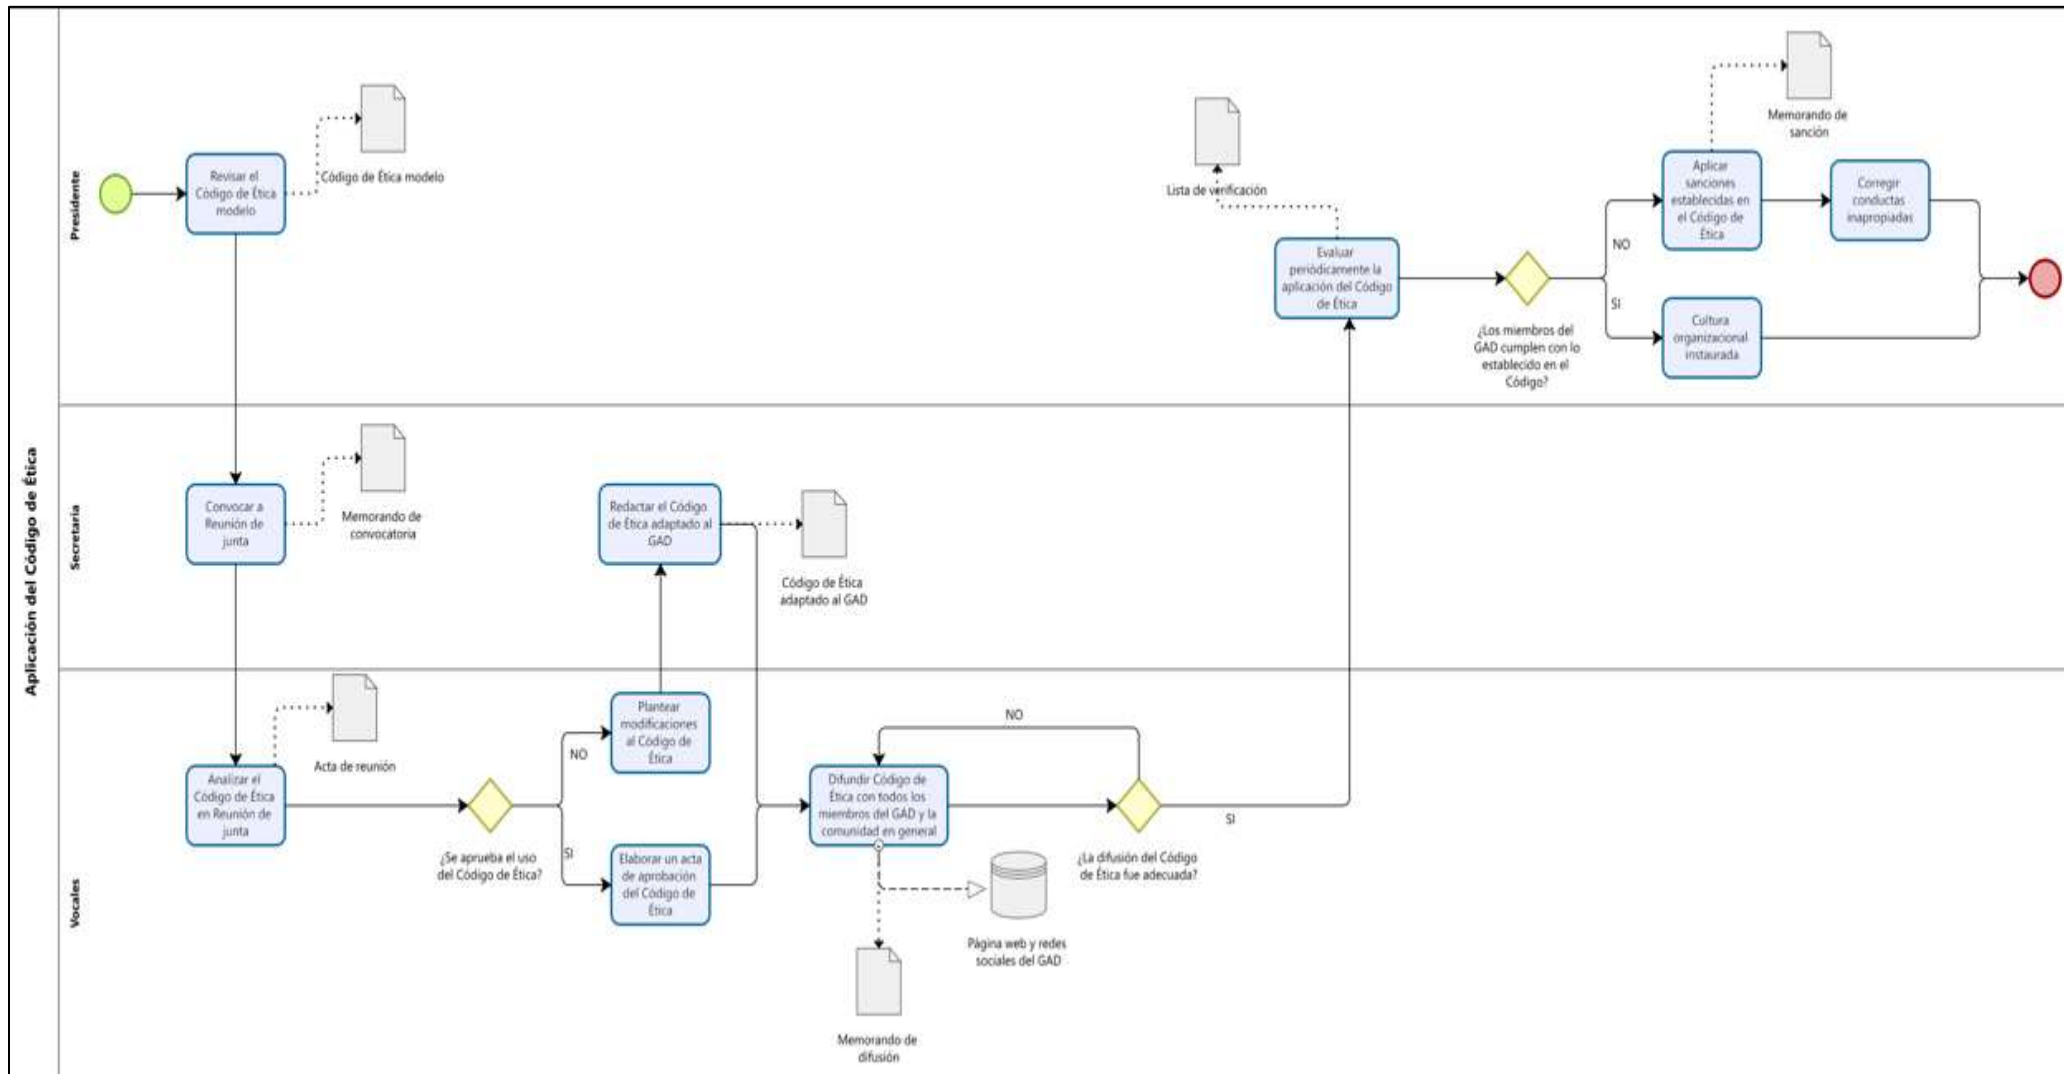 Aplicación del Código de Ética
Presidente
Revisar el
Código de Ética
modelo
Código de Ética modelo
Lista de verificación
Evaluar
periódicamente la
aplicación del Código
de Ética
¿Los miembros del
GAD cumplen con lo
establecido en el
Código?
NO
SI
Memorando de
sanción
Aplicar
sanciones
establecidas en
el Código de
Ética
Corregir
conductas
inapropiadas
Cultura
organizacional
instaurada
Secretaria
Convocar a
Reunión de
junta
Memorando de
convocatoria
Redactar el Código
de Ética adaptado al
GAD
Código de Ética
adaptado al GAD
Vocales
Analizar el
Código de Ética
en Reunión de
junta
Acta de reunión
¿Se aprueba el uso
del Código de Ética?
NO
SI
Plantear
modificaciones
al Código de
Ética
Elaborar un acta
de aprobación
del Código de
Ética
Difundir Código de
Ética con todos los
miembros del GAD y la
comunidad en general
NO
¿La difusión del Código
de Ética fue adecuada?
SI
Página web y redes
sociales del GAD
Memorando de
difusión